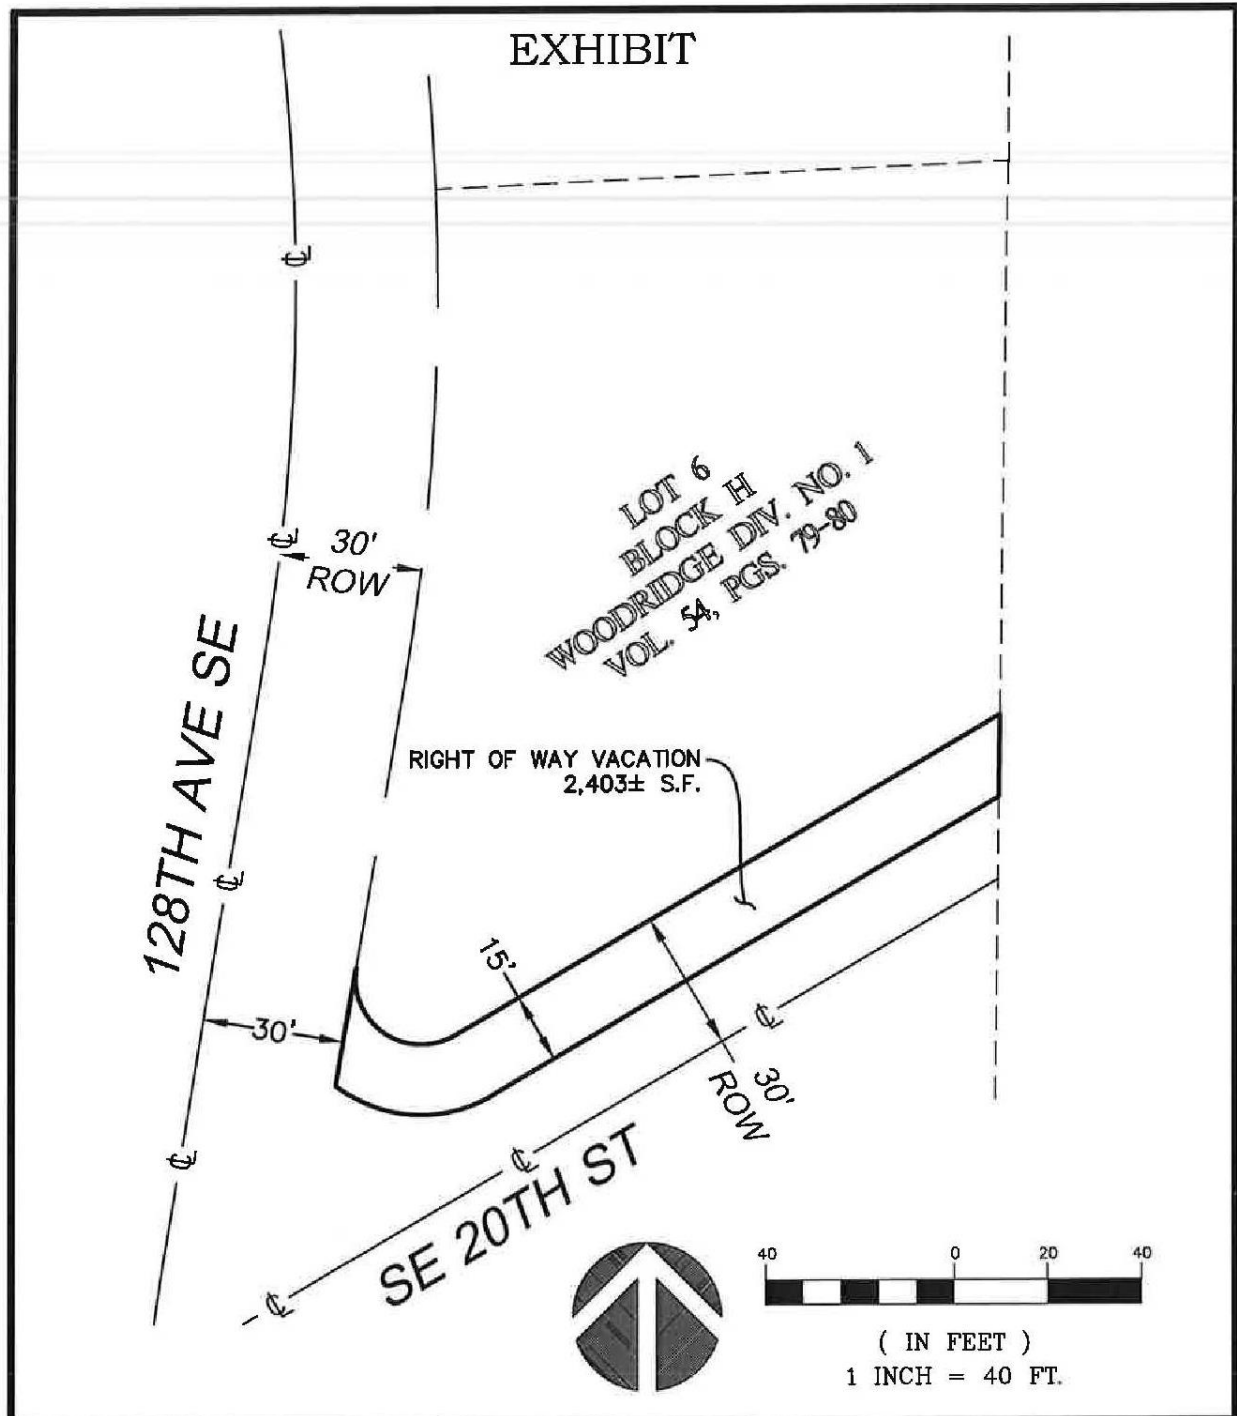 EXHIBIT
30'
ROW
LOT 6
BLOCK H
WOODRIDGE DIV. NO. 1
VOL. 54, PGS. 79-80
128TH AVE SE
RIGHT OF WAY VACATION
2,403± S.F.
15'
30'
30'
ROW
SE 20TH ST
40 0 20 40
( IN FEET )
1 INCH = 40 FT.